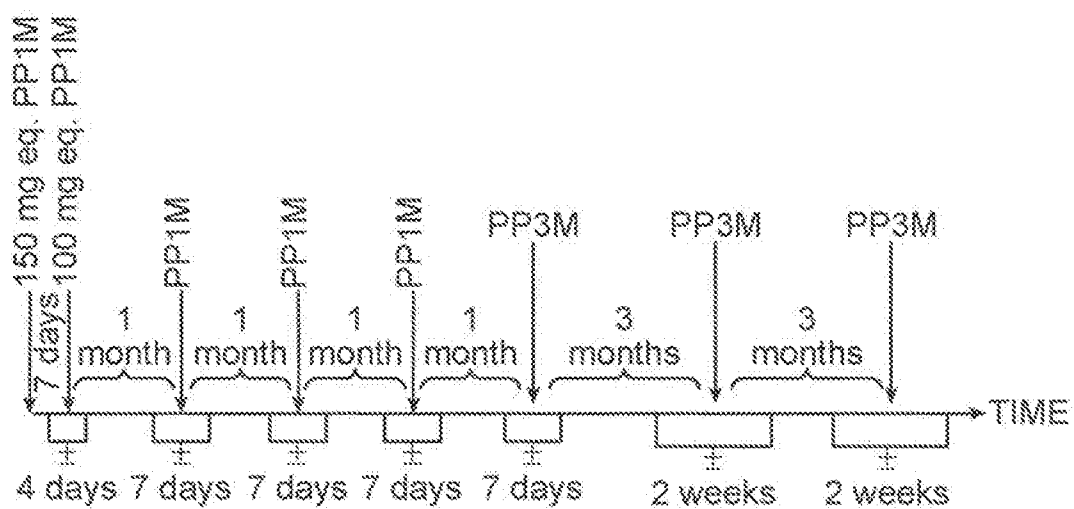 150 mg eq. PP1M
100 mg eq. PP1M
PP1M
PP1M
PP1M
PP3M
PP3M
PP3M
7 days
1
month
1
month
1
month
1
month
3
months
3
months
TIME
±
4 days
±
7 days
±
7 days
±
7 days
±
7 days
±
2 weeks
±
2 weeks